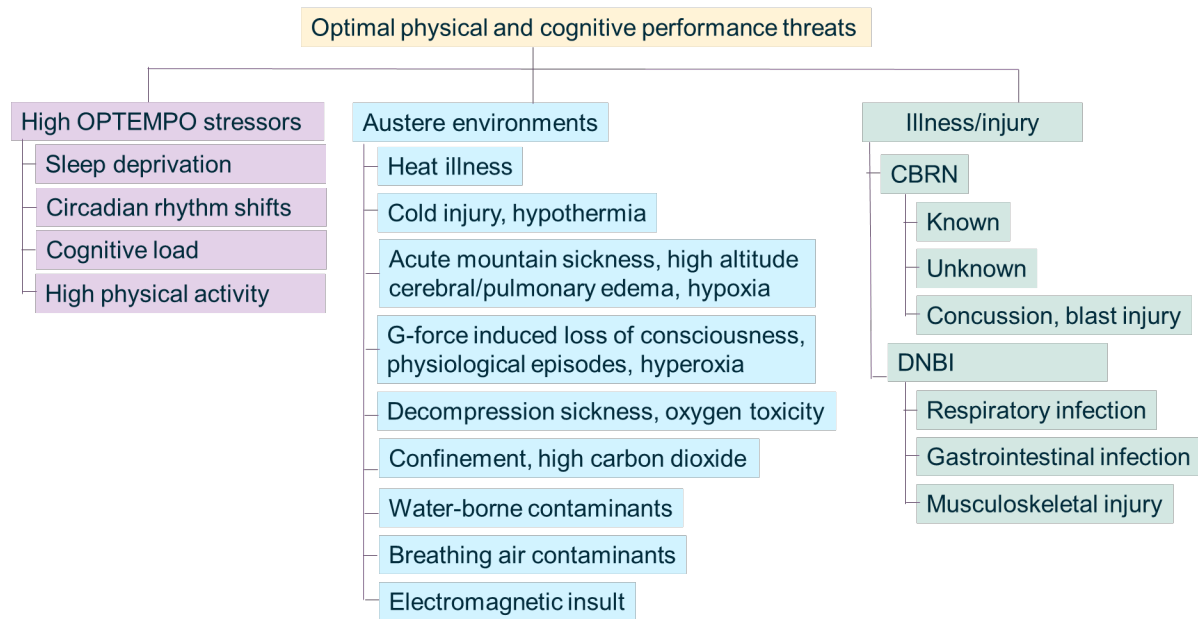 Optimal physical and cognitive performance threats
High OPTEMPO stressors
Sleep deprivation
Circadian rhythm shifts
Cognitive load
High physical activity
Austere environments
Heat illness
Cold injury, hypothermia
Acute mountain sickness, high altitude
cerebral/pulmonary edema, hypoxia
G-force induced loss of consciousness,
physiological episodes, hyperoxia
Decompression sickness, oxygen toxicity
Confinement, high carbon dioxide
Water-borne contaminants
Breathing air contaminants
Electromagnetic insult
Illness/injury
CBRN
Known
Unknown
Concussion, blast injury
DNBI
Respiratory infection
Gastrointestinal infection
Musculoskeletal injury